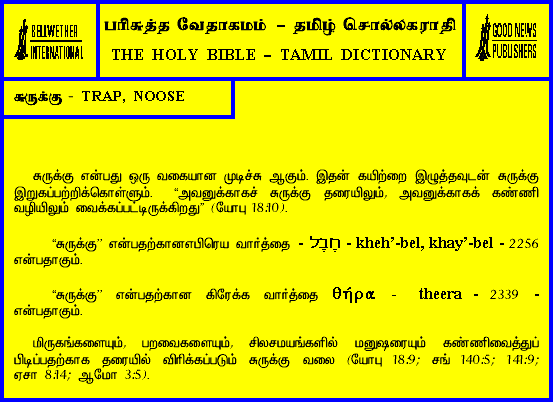 BELLWETHER
INTERNATIONAL
பரிசுத்த வேதாகமம் – தமிழ் சொல்லகராதி
THE HOLY BIBLE – TAMIL DICTIONARY
GOOD NEWS
PUBLISHERS
சுருக்கு - TRAP, NOOSE
சுருக்கு என்பது ஒரு வகையான முடிச்சு ஆகும். இதன் கயிற்றை இழுத்தவுடன் சுருக்கு
இறுகப்பற்றிக்கொள்ளும். “அவனுக்காகச் சுருக்கு தரையிலும், அவனுக்காகக் கண்ணி
வழியிலும் வைக்கப்பட்டிருக்கிறது” (யோபு 18:10).
“சுருக்கு” என்பதற்கானஎபிரெய வார்த்தை - חֶבֶל - kheh’-bel, khay’-bel - 2256
என்பதாகும்.
“சுருக்கு” என்பதற்கான கிரேக்க வார்த்தை θήρα - theera - 2339 -
என்பதாகும்.
மிருகங்களையும், பறவைகளையும், சிலசமயங்களில் மனுஷரையும் கண்ணிவைத்துப்
பிடிப்பதற்காக தரையில் விரிக்கப்படும் சுருக்கு வலை (யோபு 18:9; சங் 140:5; 141:9;
ஏசா 8:14; ஆமோ 3:5).